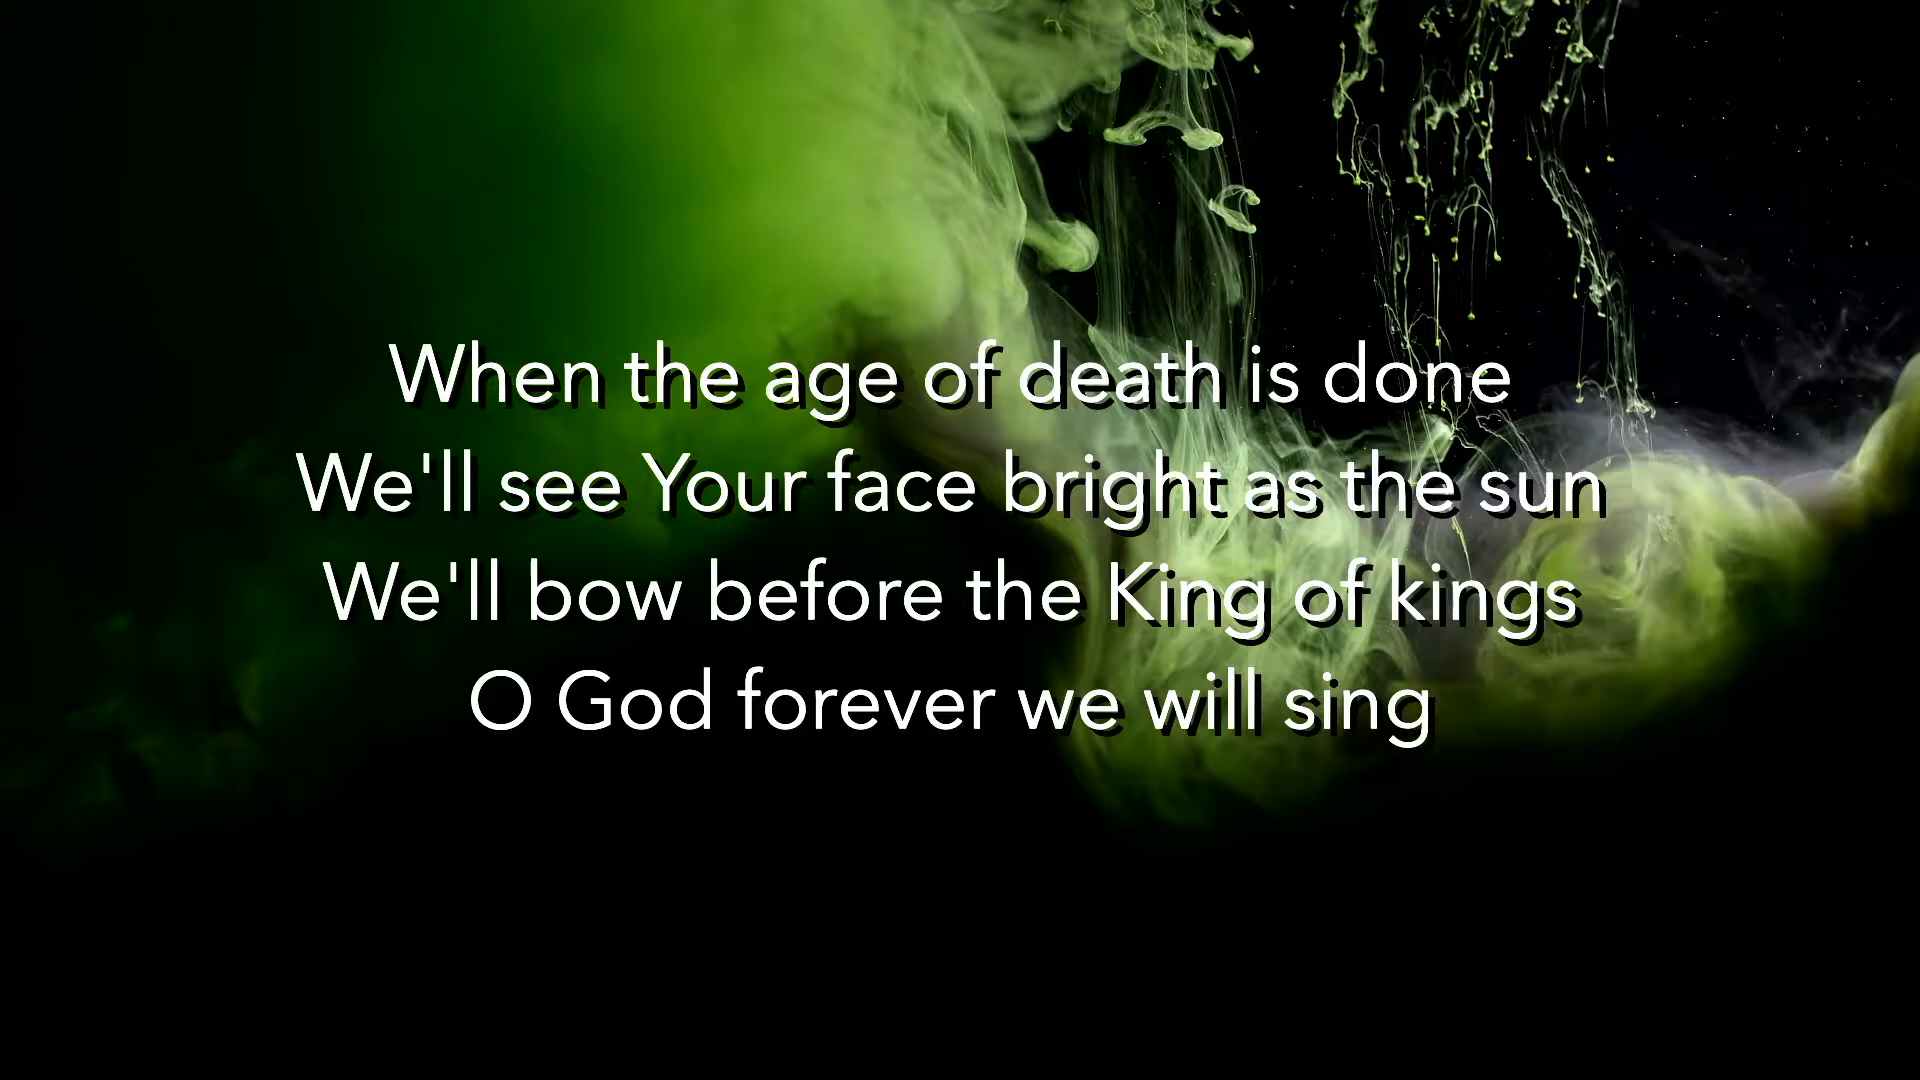 When the age of death is done
We'll see Your face bright as the sun
We'll bow before the King of kings
O God forever we will sing